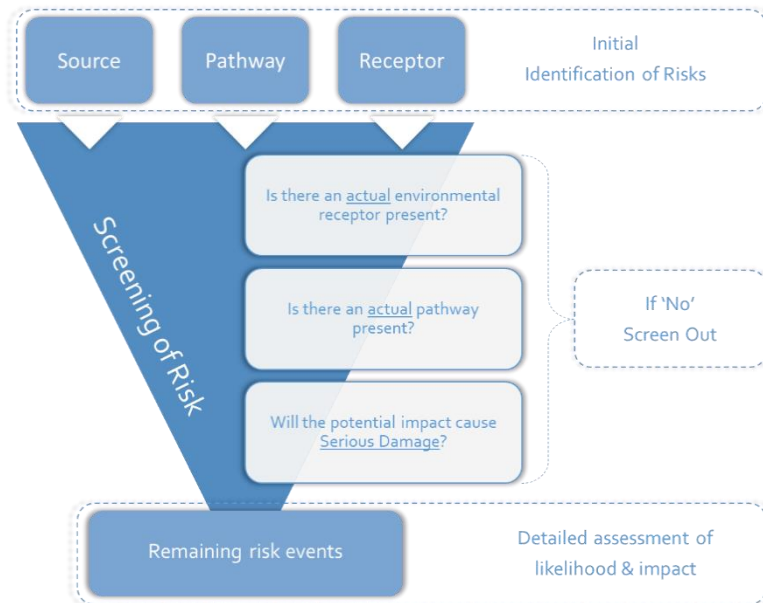 Source
Pathway
Receptor
Initial
Identification of Risks
Screening of Risk
Is there an actual environmental
receptor present?
Is there an actual pathway
present?
Will the potential impact cause
Serious Damage?
If ‘No’
Screen Out
Remaining risk events
Detailed assessment of
likelihood & impact